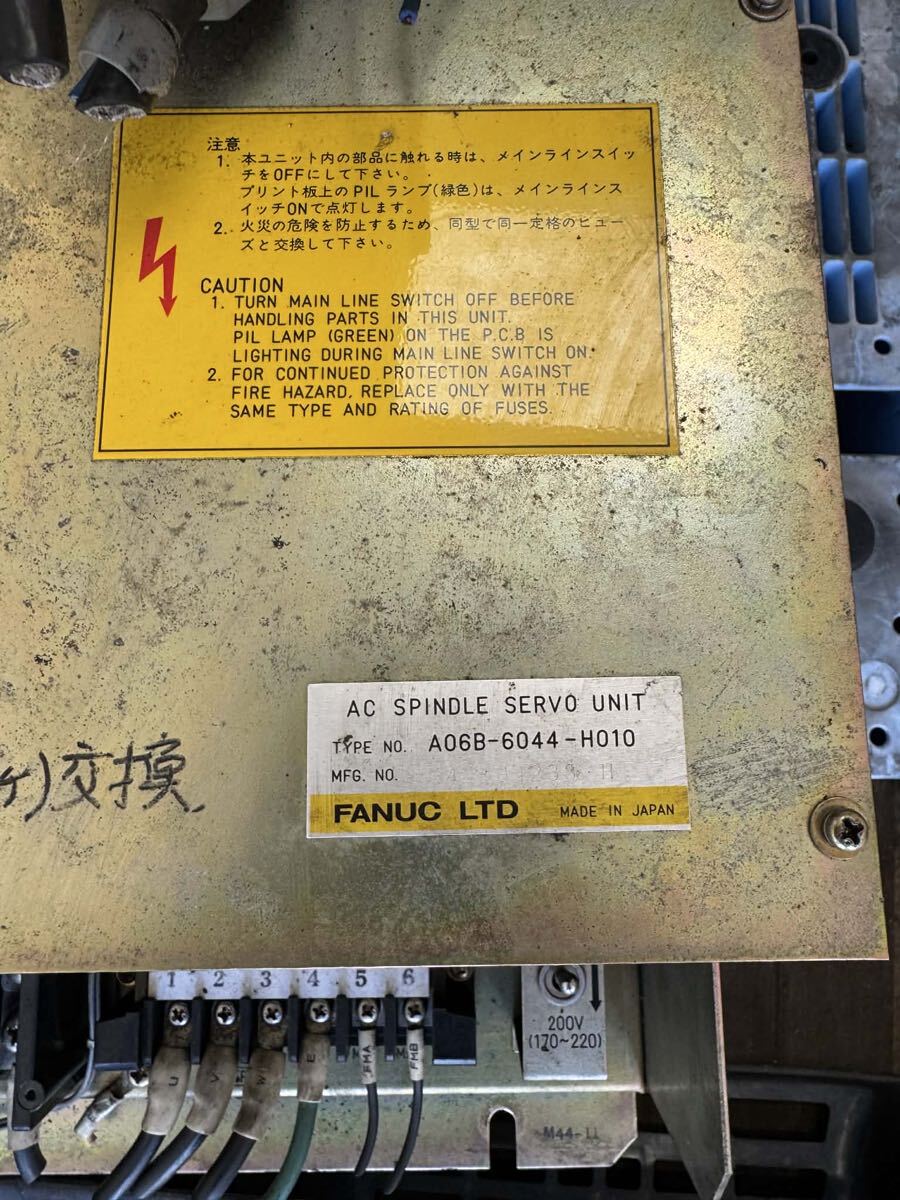 注意
1. 本ユニット内の部品に触れる時は、メインラインスイッ
チをOFFにして下さい。
プリント板上のPILランプ(緑色)は、メインラインス
イッチONで点灯します。
2. 火災の危険を防止するため、同型で同一定格のヒュー
ズと交換して下さい。
CAUTION
1. TURN MAIN LINE SWITCH OFF BEFORE
HANDLING PARTS IN THIS UNIT.
PIL LAMP (GREEN) ON THE P.C.B IS
LIGHTING DURING MAIN LINE SWITCH ON.
2. FOR CONTINUED PROTECTION AGAINST
FIRE HAZARD, REPLACE ONLY WITH THE
SAME TYPE AND RATING OF FUSES.
AC SPINDLE SERVO UNIT
TYPE NO. A06B-6044-H010
MFG. NO.
FANUC LTD MADE IN JAPAN
ケ)交換
1 2 3 4 5 6
U V W E FMA FMB
200V
(170~220)
M44-11